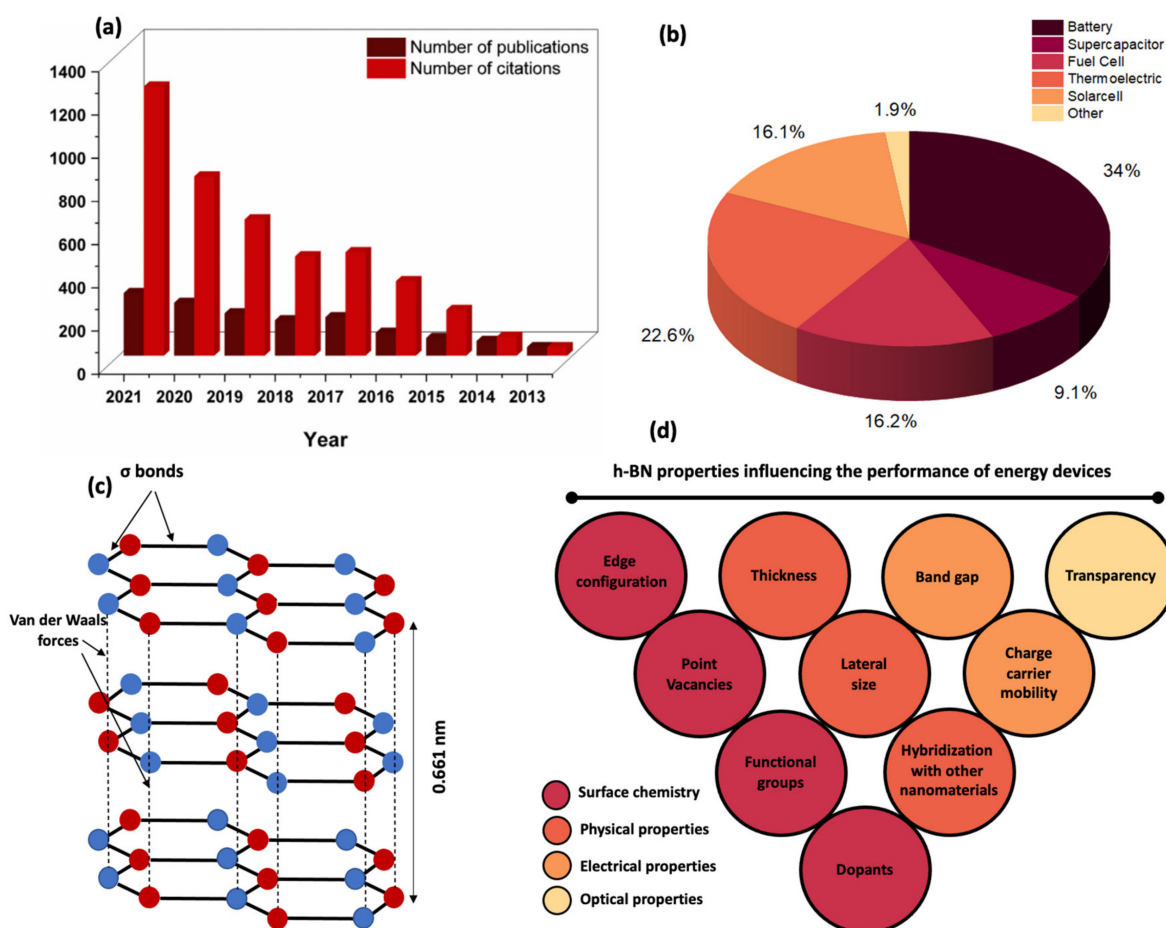 (a)
Number of publications
Number of citations
1400
1200
1000
800
600
400
200
0
2021 2020 2019 2018 2017 2016 2015 2014 2013
Year
(b)
Battery
Supercapacitor
Fuel Cell
Thermoelectric
Solarcell
Other
1.9%
16.1%
34%
22.6%
9.1%
16.2%
(c)
σ bonds
Van der Waals
forces
0.661 nm
(d)
h-BN properties influencing the performance of energy devices
Edge
configuration
Thickness
Band gap
Transparency
Point
Vacancies
Lateral
size
Charge
carrier
mobility
Functional
groups
Hybridization
with other
nanomaterials
Dopants
Surface chemistry
Physical properties
Electrical properties
Optical properties